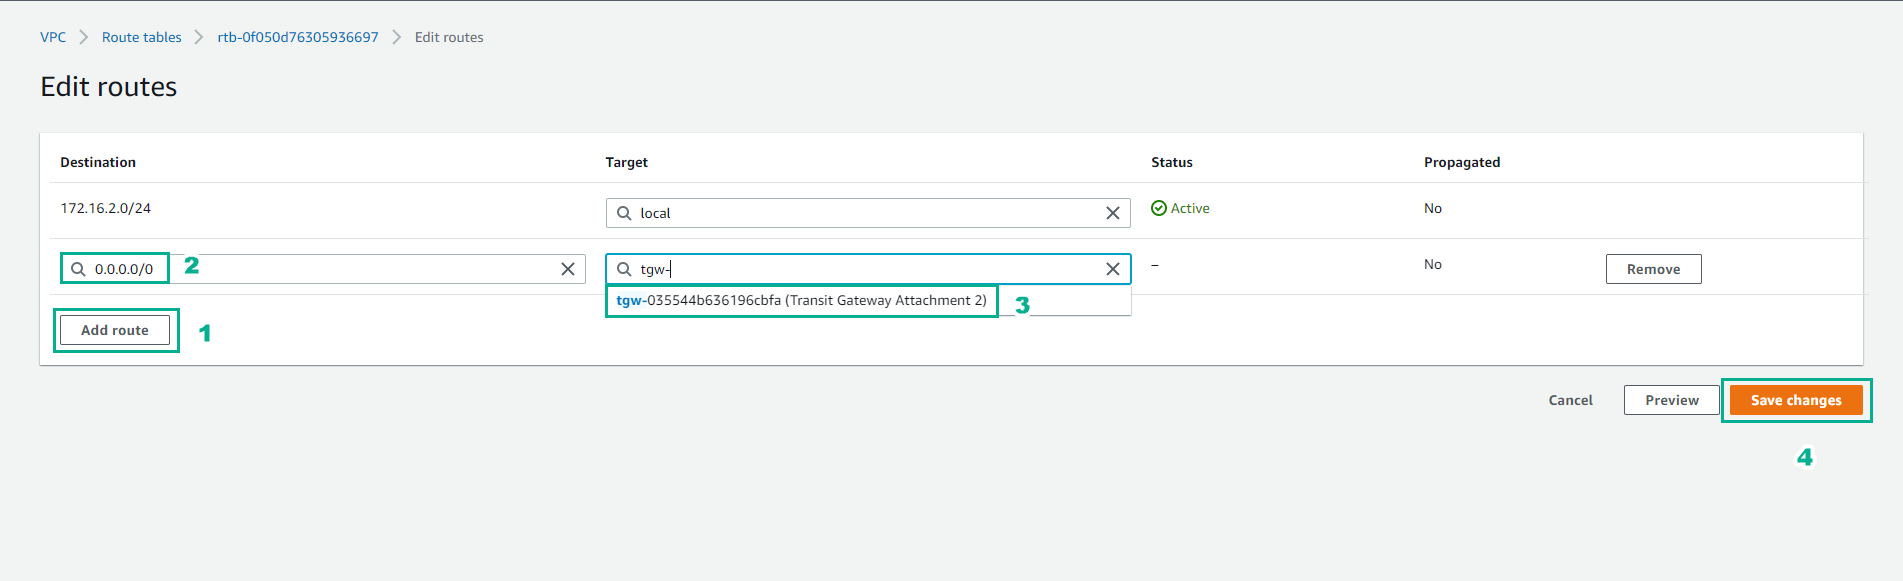 VPC > Route tables > rtb-0f050d76305936697 > Edit routes
Edit routes
Destination Target Status Propagated
172.16.2.0/24 local Active No
0.0.0.0/0 2 tgw- – No Remove
tgw-035544b636196cbfa (Transit Gateway Attachment 2) 3
Add route 1
Cancel Preview Save changes
4